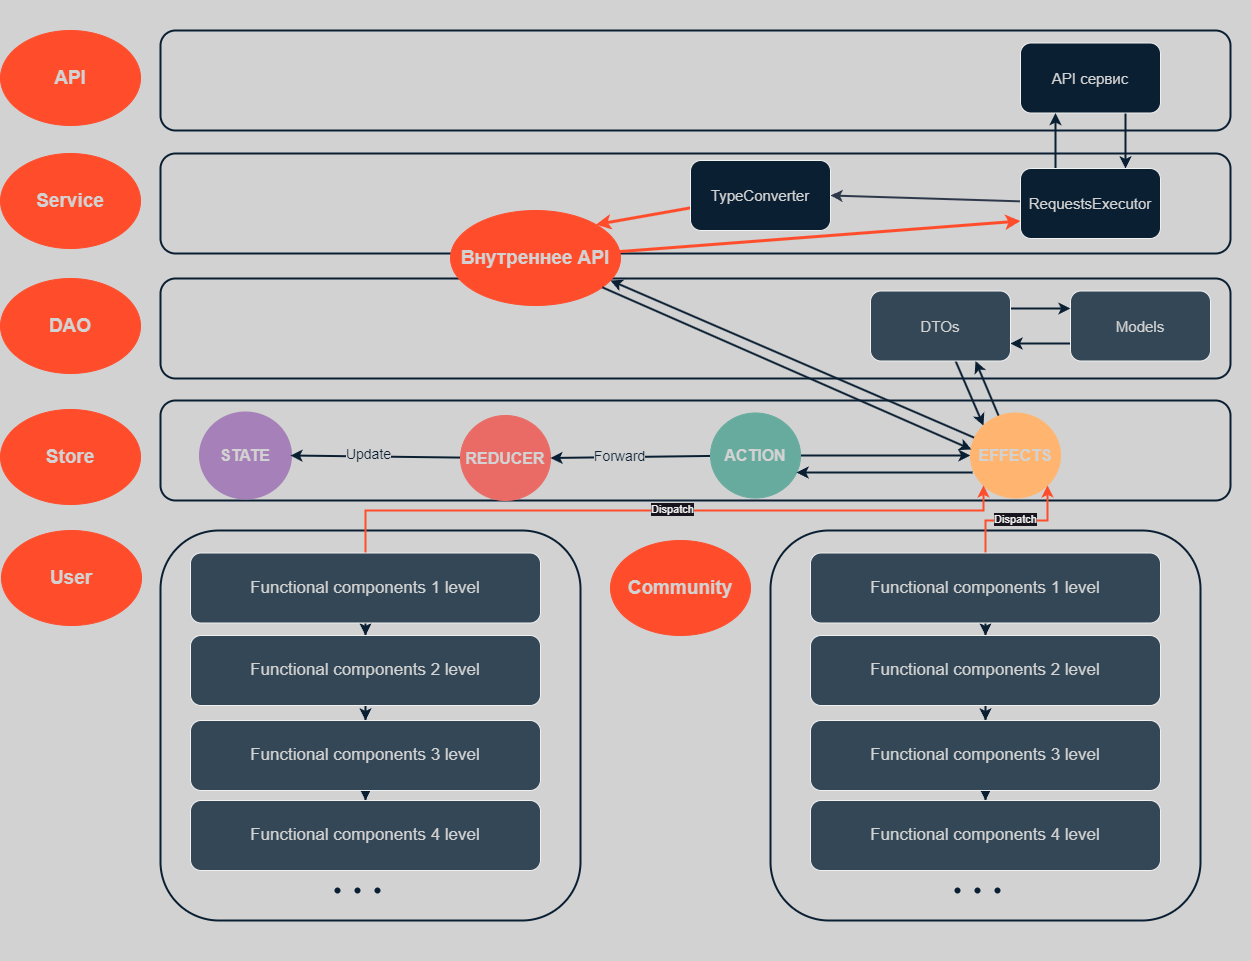 API
API сервис
Service
TypeConverter
RequestsExecutor
Внутреннее API
DAO
DTOs
Models
Store
STATE
Update
REDUCER
Forward
ACTION
EFFECTS
Dispatch
Dispatch
User
Functional components 1 level
Functional components 2 level
Functional components 3 level
Functional components 4 level
Community
Functional components 1 level
Functional components 2 level
Functional components 3 level
Functional components 4 level